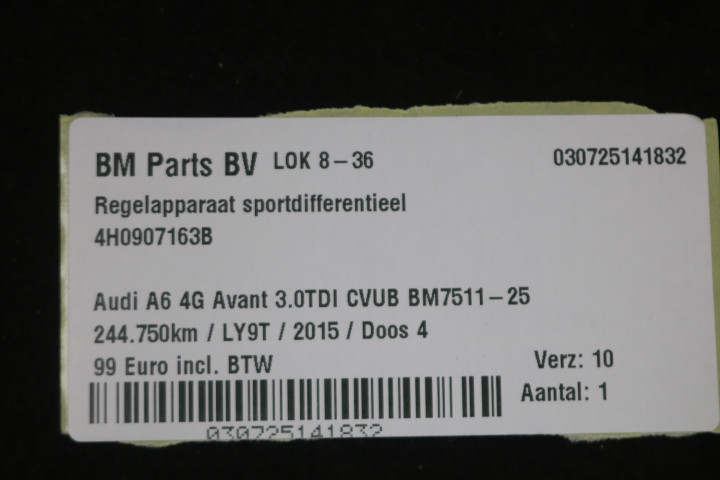 BM Parts BV LOK 8-36 030725141832
Regelapparaat sportdifferentieel
4H0907163B
Audi A6 4G Avant 3.0TDI CVUB BM7511-25
244.750km / LY9T / 2015 / Doos 4
99 Euro incl. BTW Verz: 10
Aantal: 1
030725141832